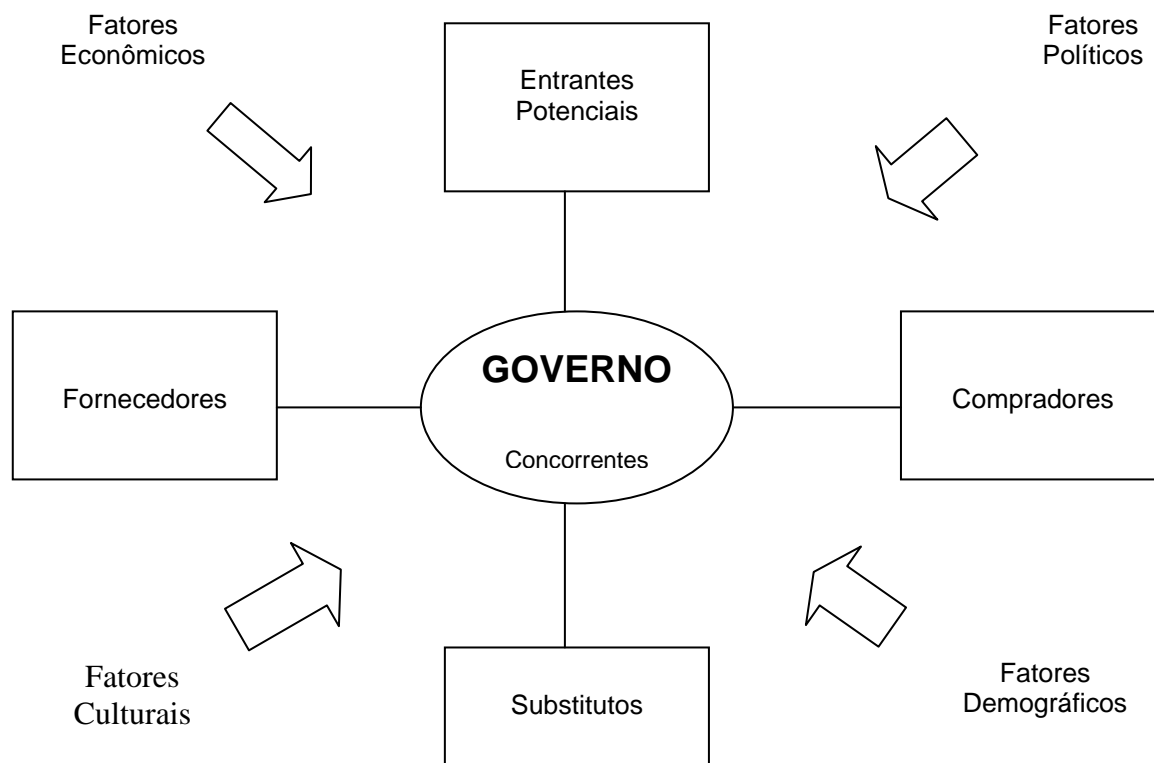 Fatores
Econômicos
Fatores
Políticos
Entrantes
Potenciais
GOVERNO
Fornecedores
Compradores
Concorrentes
Fatores
Culturais
Substitutos
Fatores
Demográficos